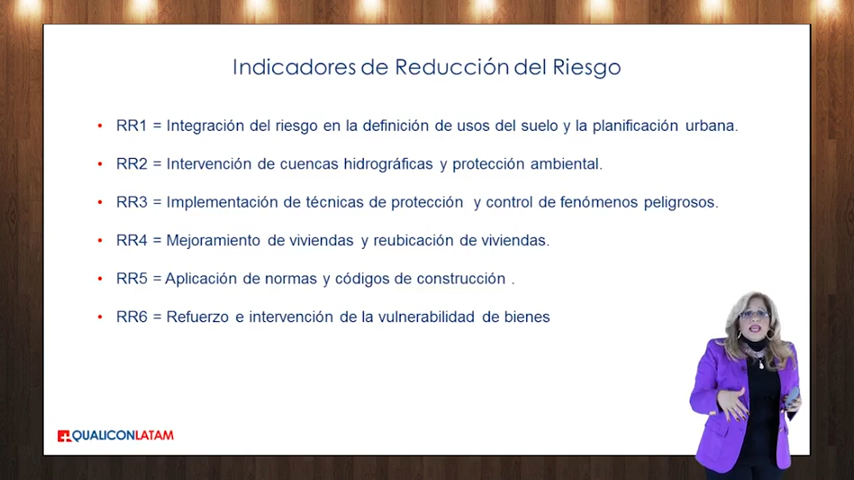 Indicadores de Reducción del Riesgo
• RR1 = Integración del riesgo en la definición de usos del suelo y la planificación urbana.
• RR2 = Intervención de cuencas hidrográficas y protección ambiental.
• RR3 = Implementación de técnicas de protección y control de fenómenos peligrosos.
• RR4 = Mejoramiento de viviendas y reubicación de viviendas.
• RR5 = Aplicación de normas y códigos de construcción .
• RR6 = Refuerzo e intervención de la vulnerabilidad de bienes
QUALICONLATAM